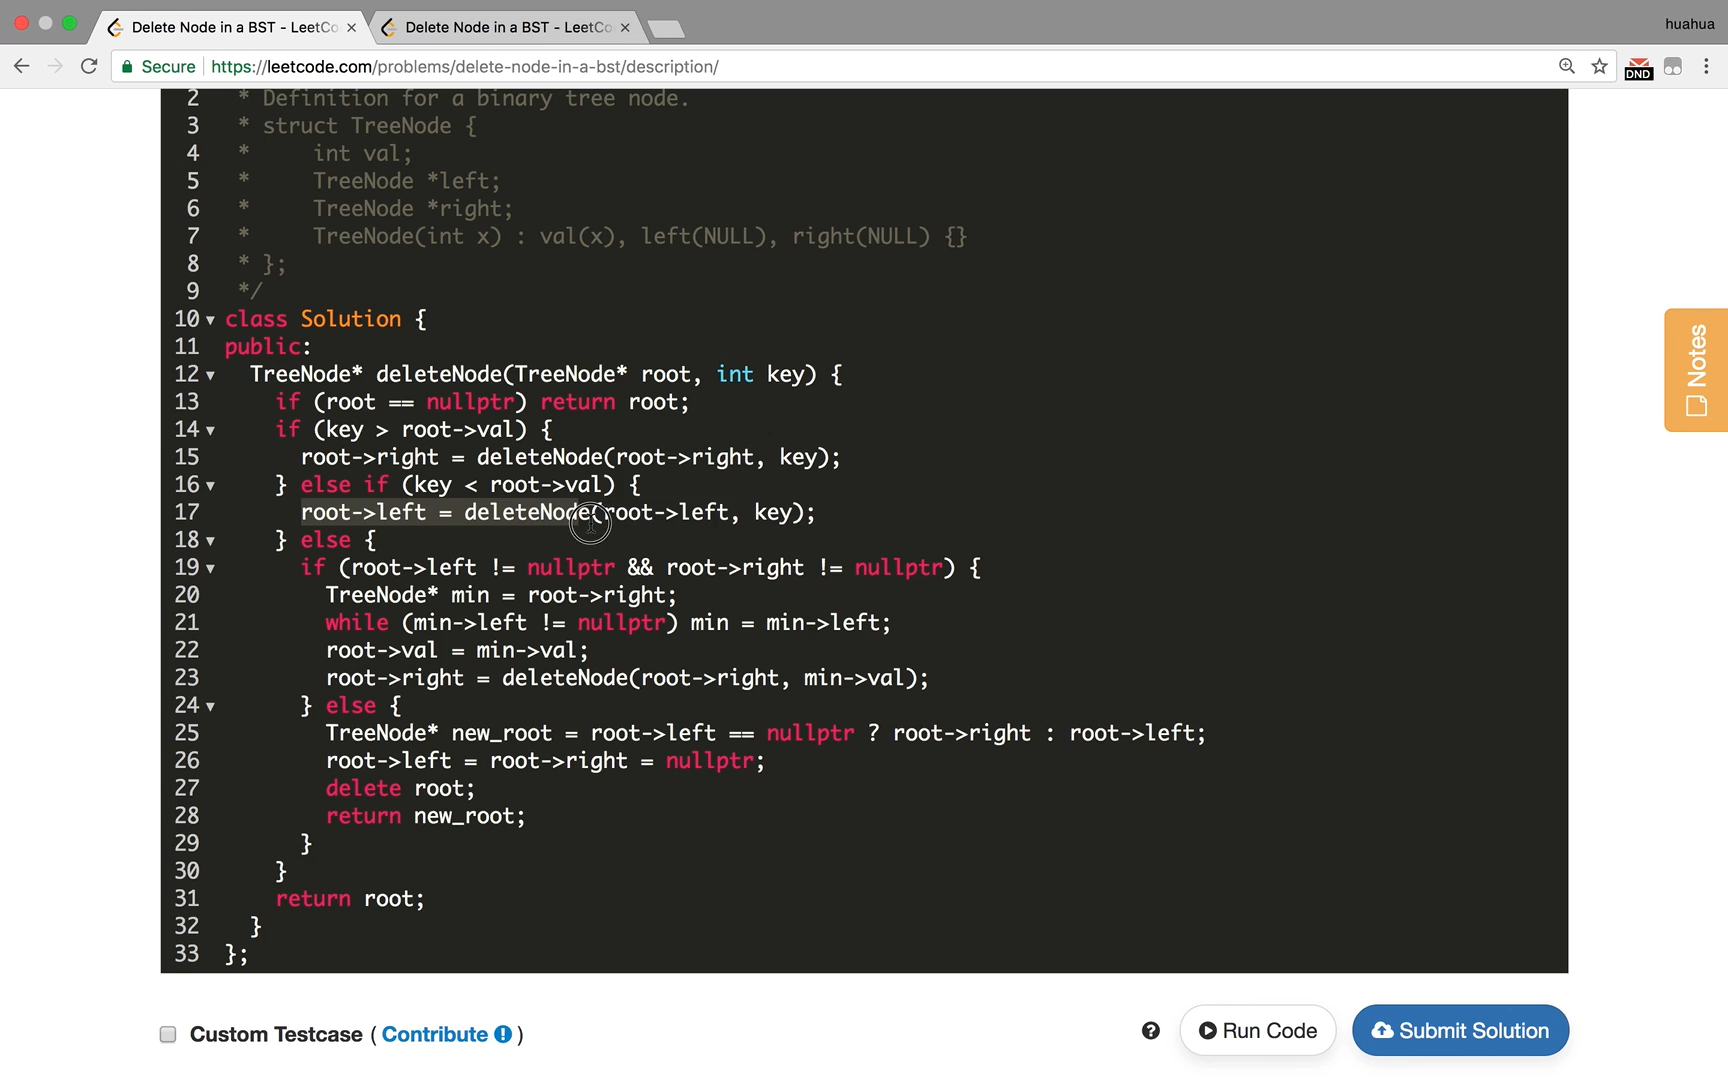 Delete Node in a BST - LeetCo
Delete Node in a BST - LeetCo
huahua
Secure https://leetcode.com/problems/delete-node-in-a-bst/description/
DND
2 * Definition for a binary tree node.
3 * struct TreeNode {
4 * int val;
5 * TreeNode *left;
6 * TreeNode *right;
7 * TreeNode(int x) : val(x), left(NULL), right(NULL) {}
8 * };
9 */
10 class Solution {
11 public:
12 TreeNode* deleteNode(TreeNode* root, int key) {
13 if (root == nullptr) return root;
14 if (key > root->val) {
15 root->right = deleteNode(root->right, key);
16 } else if (key < root->val) {
17 root->left = deleteNode(root->left, key);
18 } else {
19 if (root->left != nullptr && root->right != nullptr) {
20 TreeNode* min = root->right;
21 while (min->left != nullptr) min = min->left;
22 root->val = min->val;
23 root->right = deleteNode(root->right, min->val);
24 } else {
25 TreeNode* new_root = root->left == nullptr ? root->right : root->left;
26 root->left = root->right = nullptr;
27 delete root;
28 return new_root;
29 }
30 }
31 return root;
32 }
33 };
Notes
Custom Testcase ( Contribute )
Run Code
Submit Solution